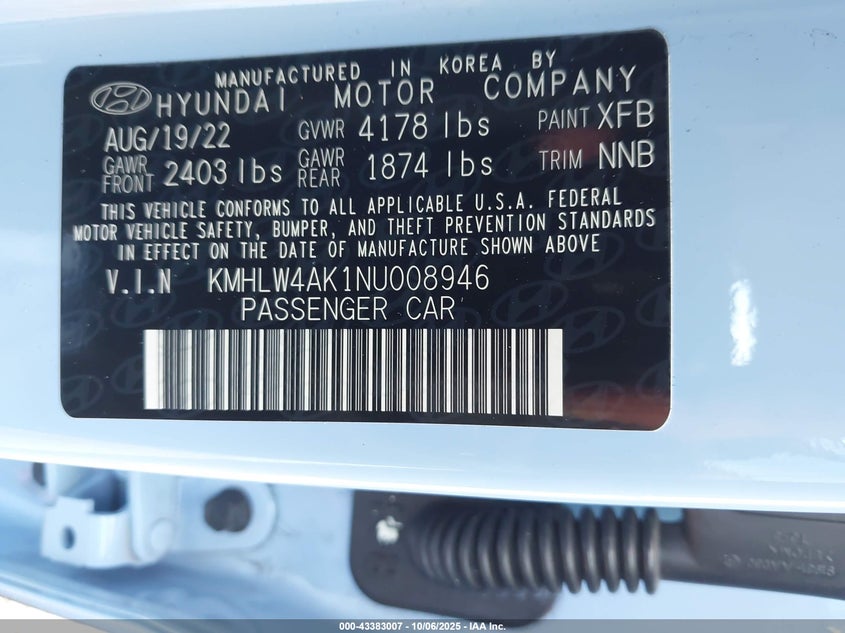 MANUFACTURED IN KOREA BY
HYUNDAI MOTOR COMPANY
AUG/19/22 GVWR 4178 lbs PAINT XFB
GAWR FRONT 2403 lbs GAWR REAR 1874 lbs TRIM NNB
THIS VEHICLE CONFORMS TO ALL APPLICABLE U.S.A. FEDERAL
MOTOR VEHICLE SAFETY, BUMPER, AND THEFT PREVENTION STANDARDS
IN EFFECT ON THE DATE OF MANUFACTURE SHOWN ABOVE
V.I.N KMHLW4AK1NU008946
PASSENGER CAR
000-43383007 - 10/06/2025 - IAA Inc.